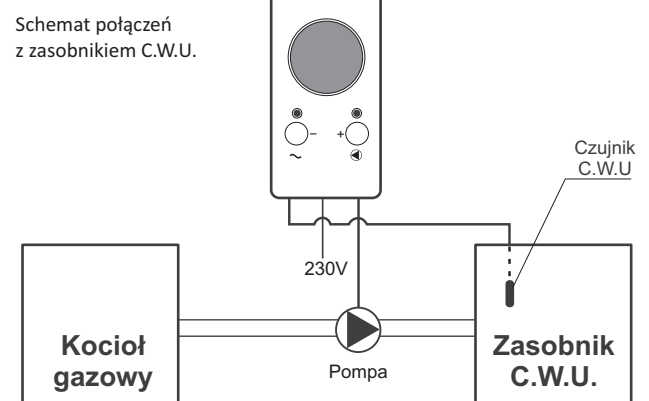 Schemat połączeń
z zasobnikiem C.W.U.
−
+
~
Czujnik
C.W.U
230V
Kocioł
gazowy
Pompa
Zasobnik
C.W.U.